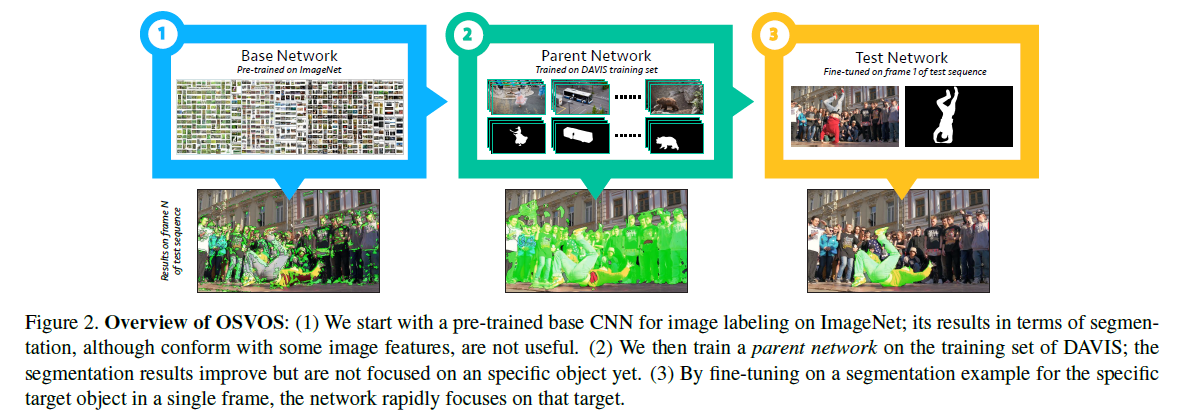 1
Base Network
Pre-trained on ImageNet
2
Parent Network
Trained on DAVIS training set
3
Test Network
Fine-tuned on frame 1 of test sequence
Results on frame N
of test sequence
Figure 2. Overview of OSVOS: (1) We start with a pre-trained base CNN for image labeling on ImageNet; its results in terms of segmen-
tation, although conform with some image features, are not useful. (2) We then train a parent network on the training set of DAVIS; the
segmentation results improve but are not focused on an specific object yet. (3) By fine-tuning on a segmentation example for the specific
target object in a single frame, the network rapidly focuses on that target.